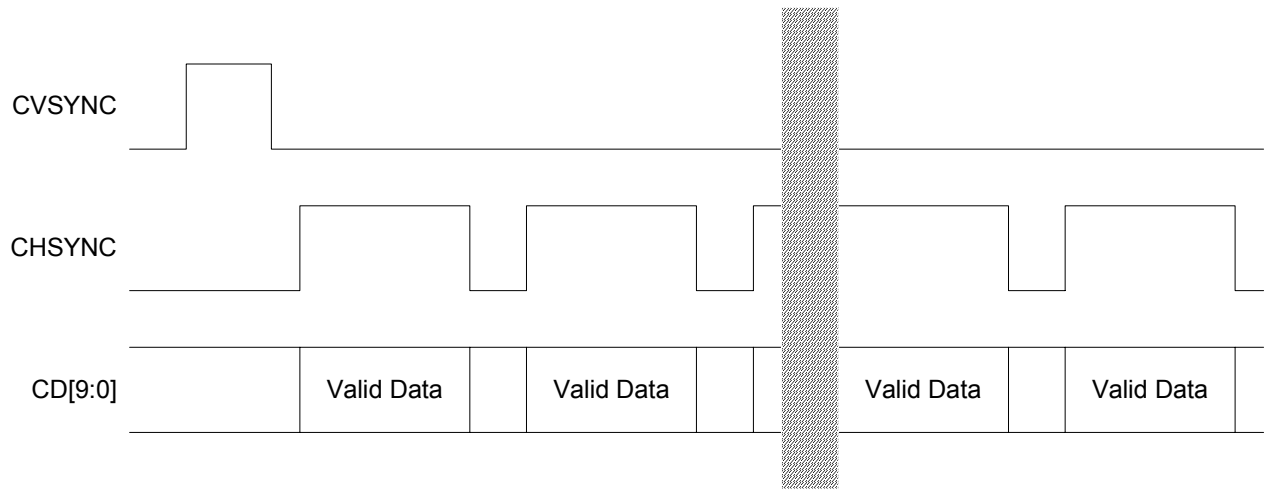 CVSYNC
CHSYNC
CD[9:0]
Valid Data
Valid Data
Valid Data
Valid Data